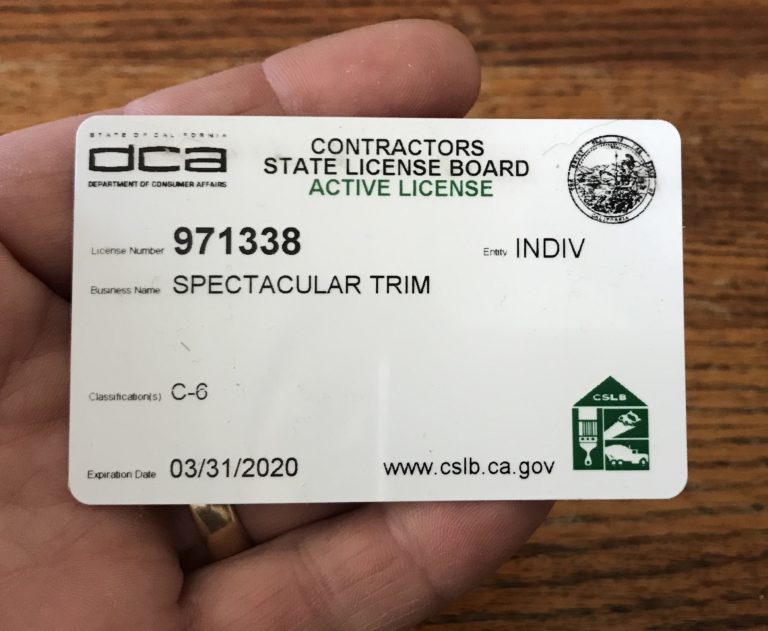 STATE OF CALIFORNIA
dca
DEPARTMENT OF CONSUMER AFFAIRS
CONTRACTORS
STATE LICENSE BOARD
ACTIVE LICENSE
License Number 971338 Entity INDIV
Business Name SPECTACULAR TRIM
Classification(s) C-6
CSLB
Expiration Date 03/31/2020 www.cslb.ca.gov